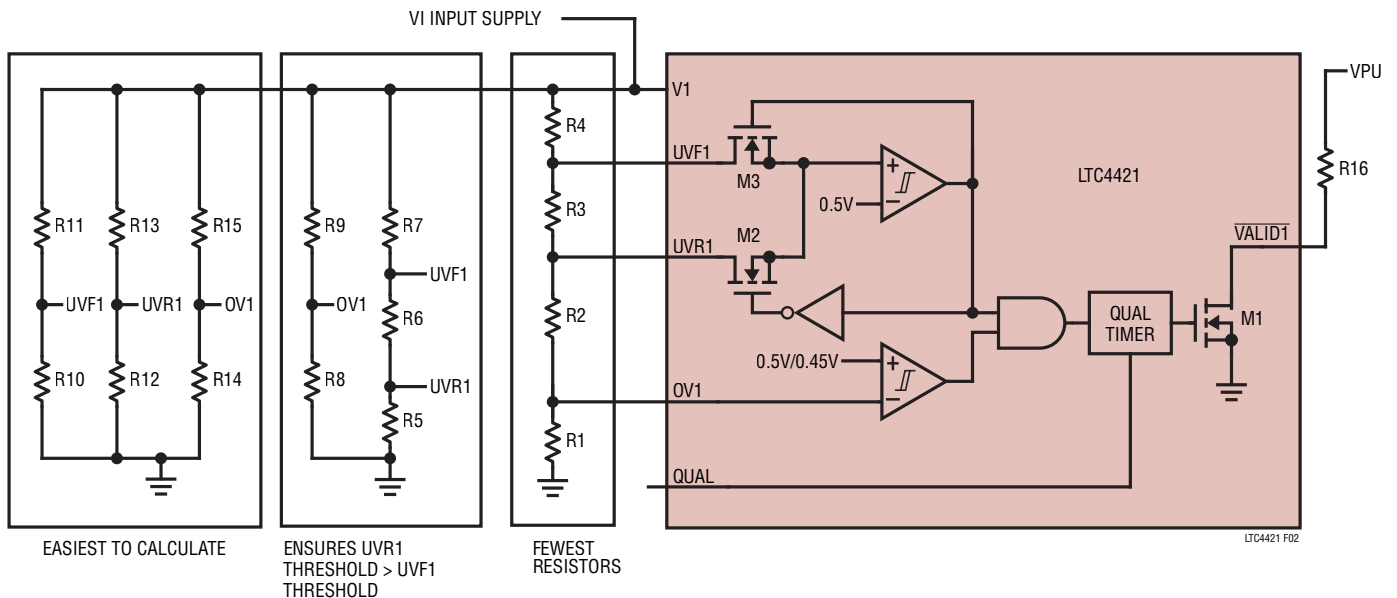 VI INPUT SUPPLY
VPU
V1
R4
UVF1
M3
0.5V
LTC4421
R16
R11
R13
R15
R9
R7
R3
UVR1
M2
VALID1
UVF1
UVF1
UVR1
OV1
OV1
R6
R2
QUAL
TIMER
M1
0.5V/0.45V
R10
R12
R14
R8
UVR1
OV1
R5
R1
QUAL
LTC4421 F02
EASIEST TO CALCULATE
ENSURES UVR1
THRESHOLD > UVF1
THRESHOLD
FEWEST
RESISTORS